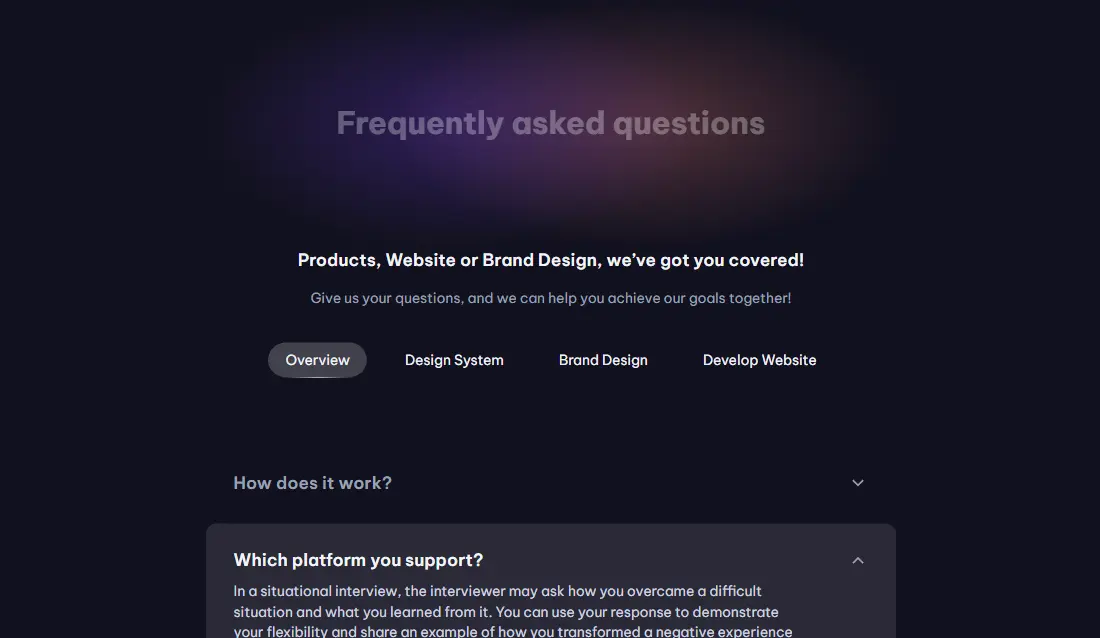 Frequently asked questions
Products, Website or Brand Design, we’ve got you covered!
Give us your questions, and we can help you achieve our goals together!
Overview
Design System
Brand Design
Develop Website
How does it work?
Which platform you support?
In a situational interview, the interviewer may ask how you overcame a difficult
situation and what you learned from it. You can use your response to demonstrate
your flexibility and share an example of how you transformed a negative experience